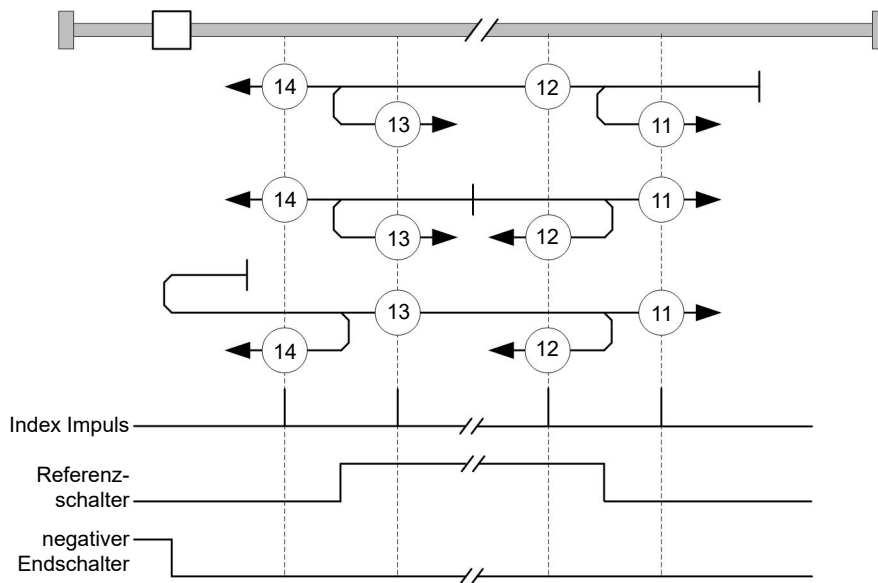 14
12
13
11
14
11
13
12
13
11
14
12
Index Impuls
Referenz-
schalter
negativer
Endschalter